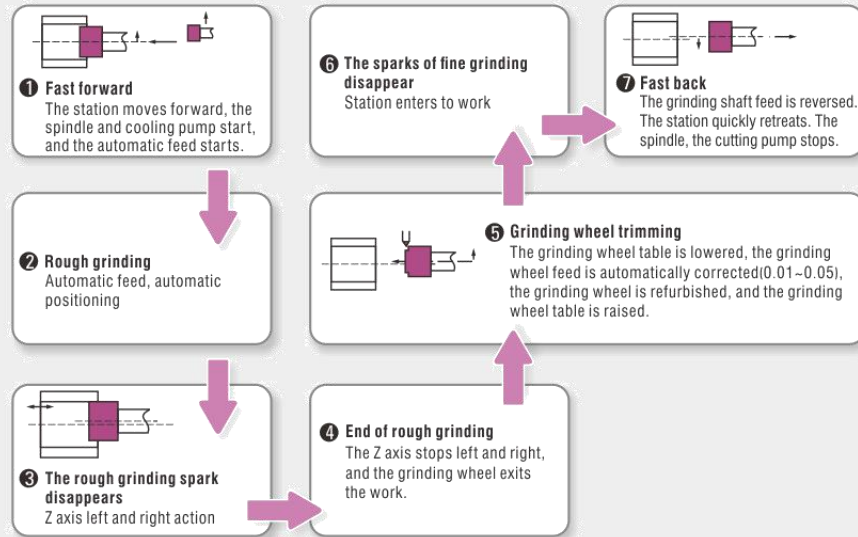 ❶ Fast forward
The station moves forward, the
spindle and cooling pump start,
and the automatic feed starts.
❷ Rough grinding
Automatic feed, automatic
positioning
❸ The rough grinding spark
disappears
Z axis left and right action
❹ End of rough grinding
The Z axis stops left and right,
and the grinding wheel exits
the work.
❺ Grinding wheel trimming
The grinding wheel table is lowered, the grinding
wheel feed is automatically corrected(0.01~0.05),
the grinding wheel is refurbished, and the grinding
wheel table is raised.
❻ The sparks of fine grinding
disappear
Station enters to work
❼ Fast back
The grinding shaft feed is reversed.
The station quickly retreats. The
spindle, the cutting pump stops.